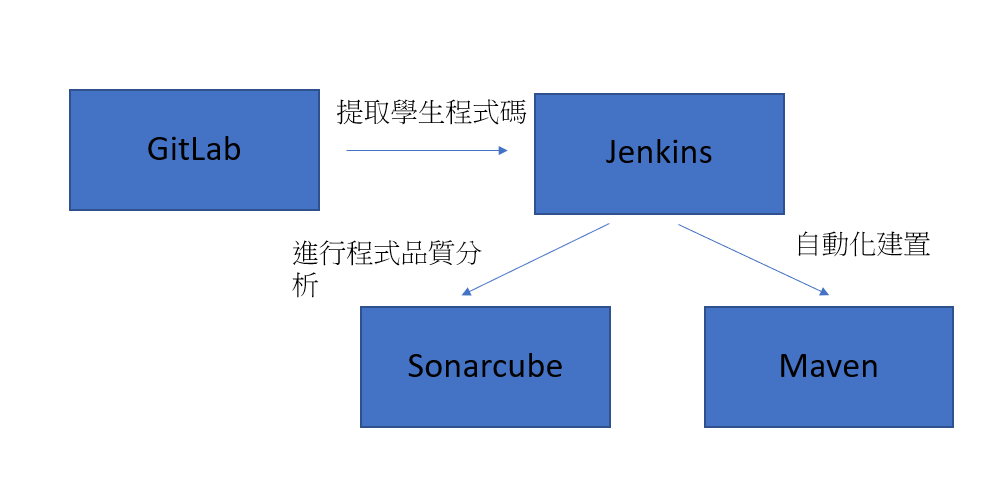 GitLab
提取學生程式碼
Jenkins
進行程式品質分
析
自動化建置
Sonarcube
Maven